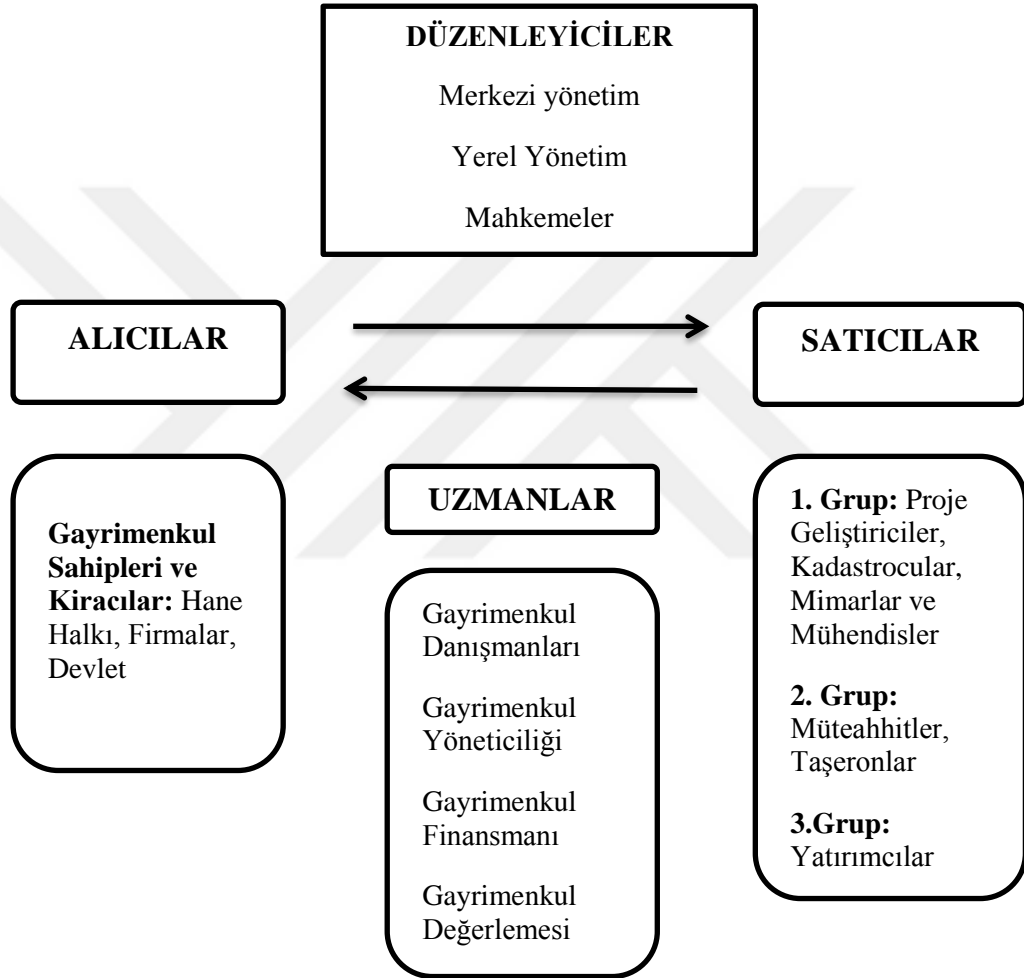 DÜZENLEYİCİLER
Merkezi yönetim
Yerel Yönetim
Mahkemeler
ALICILAR
SATICILAR
Gayrimenkul
Sahipleri ve
Kiracılar: Hane
Halkı, Firmalar,
Devlet
UZMANLAR
Gayrimenkul
Danışmanları
Gayrimenkul
Yöneticiliği
Gayrimenkul
Finansmanı
Gayrimenkul
Değerlemesi
1. Grup: Proje
Geliştiriciler,
Kadastrocular,
Mimarlar ve
Mühendisler
2. Grup:
Müteahhitler,
Taşeronlar
3.Grup:
Yatırımcılar